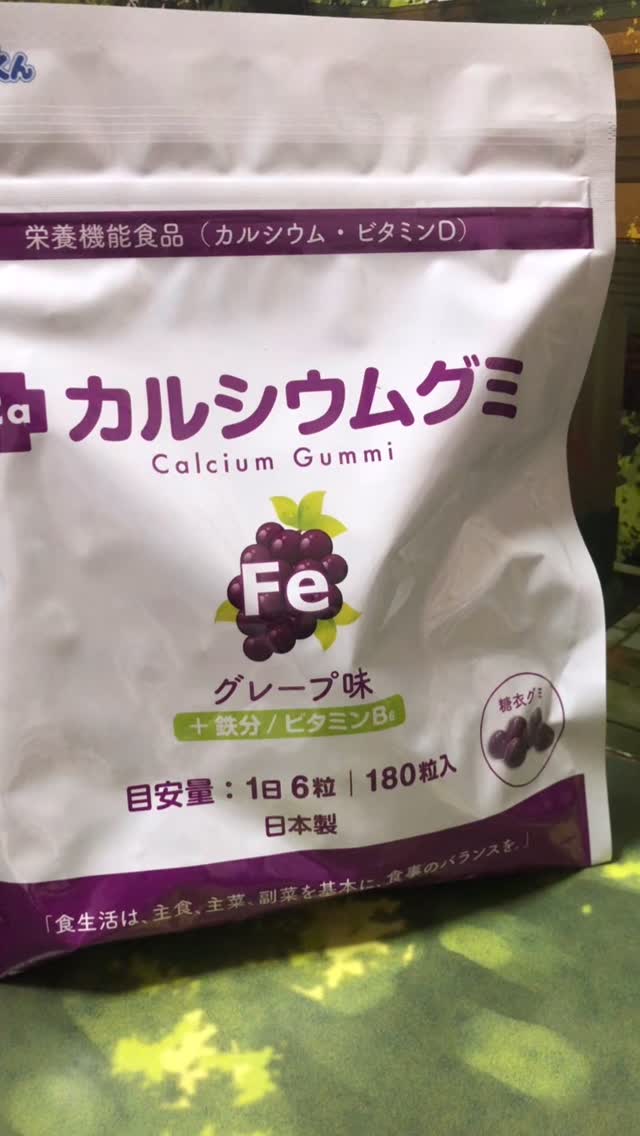 くん
栄養機能食品(カルシウム・ビタミンD)
Ca
カルシウムグミ
Calcium Gummi
Fe
グレープ味
+鉄分/ビタミンB6
糖衣グミ
目安量:1日6粒|180粒入
日本製
「食生活は、主食、主菜、副菜を基本に、食事のバランスを。」